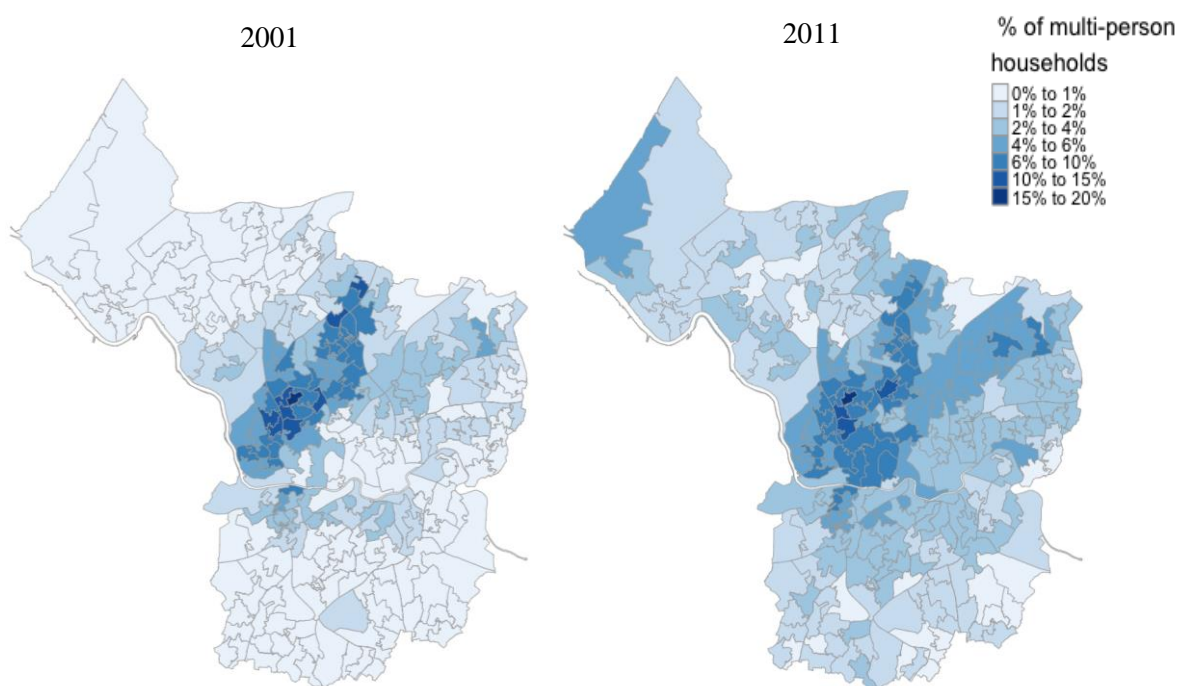 2001
2011
% of multi-person
households
0% to 1%
1% to 2%
2% to 4%
4% to 6%
6% to 10%
10% to 15%
15% to 20%